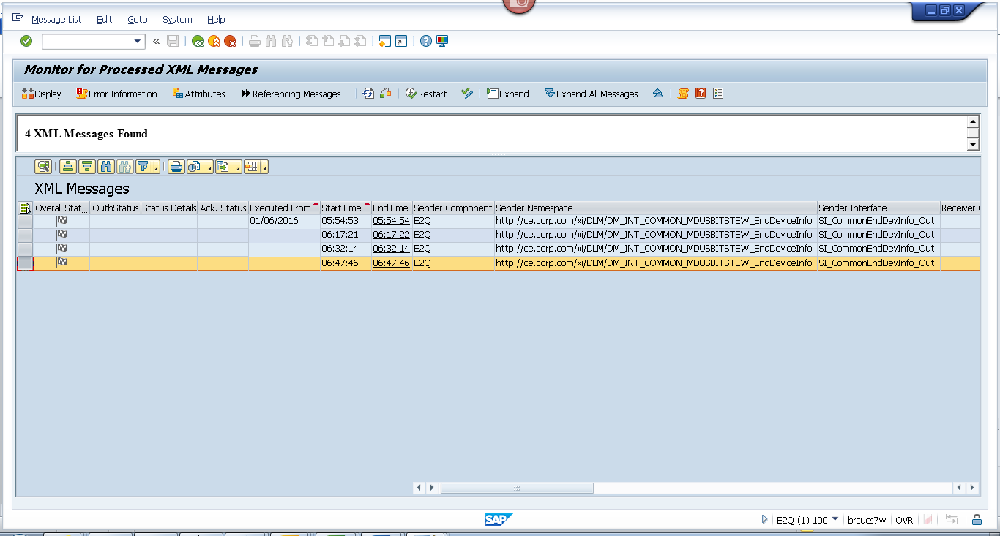 Message List Edit Goto System Help
Monitor for Processed XML Messages
Display Error Information Attributes Referencing Messages Restart Expand Expand All Messages
4 XML Messages Found
XML Messages
Overall Stat... OutbStatus Status Details Ack. Status Executed From StartTime EndTime Sender Component Sender Namespace Sender Interface Receiver
01/06/2016 05:54:53 05:54:54 E2Q http://ce.corp.com/xi/DLM/DM_INT_COMMON_MDUSBITSTEW_EndDeviceInfo SI_CommonEndDevInfo_Out
06:17:21 06:17:22 E2Q http://ce.corp.com/xi/DLM/DM_INT_COMMON_MDUSBITSTEW_EndDeviceInfo SI_CommonEndDevInfo_Out
06:32:14 06:32:14 E2Q http://ce.corp.com/xi/DLM/DM_INT_COMMON_MDUSBITSTEW_EndDeviceInfo SI_CommonEndDevInfo_Out
06:47:46 06:47:46 E2Q http://ce.corp.com/xi/DLM/DM_INT_COMMON_MDUSBITSTEW_EndDeviceInfo SI_CommonEndDevInfo_Out
SAP E2Q (1) 100 brcucs7w OVR